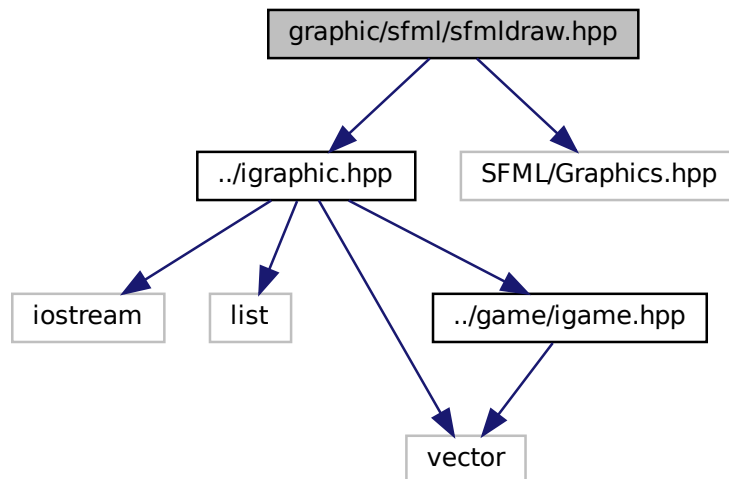 graphic/sfml/sfmldraw.hpp
../igraphic.hpp
SFML/Graphics.hpp
iostream
list
../game/igame.hpp
vector